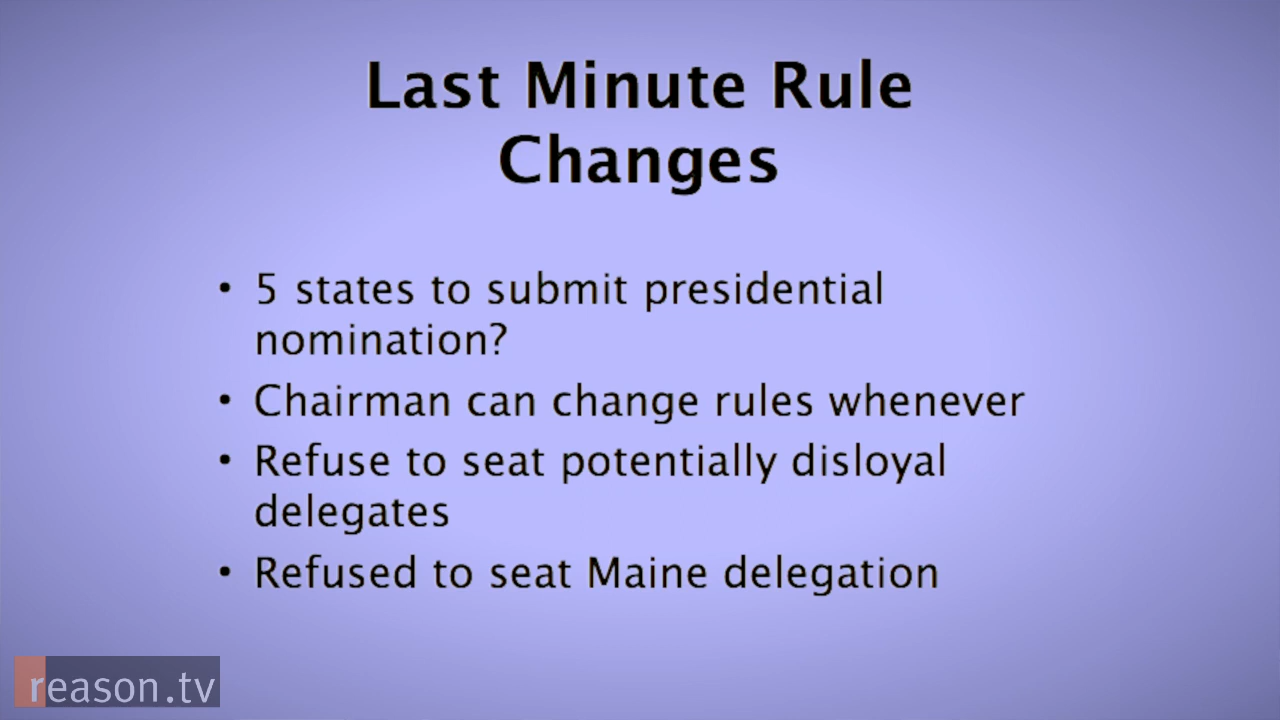 Last Minute Rule
Changes
• 5 states to submit presidential
nomination?
• Chairman can change rules whenever
• Refuse to seat potentially disloyal
delegates
• Refused to seat Maine delegation
reason.tv